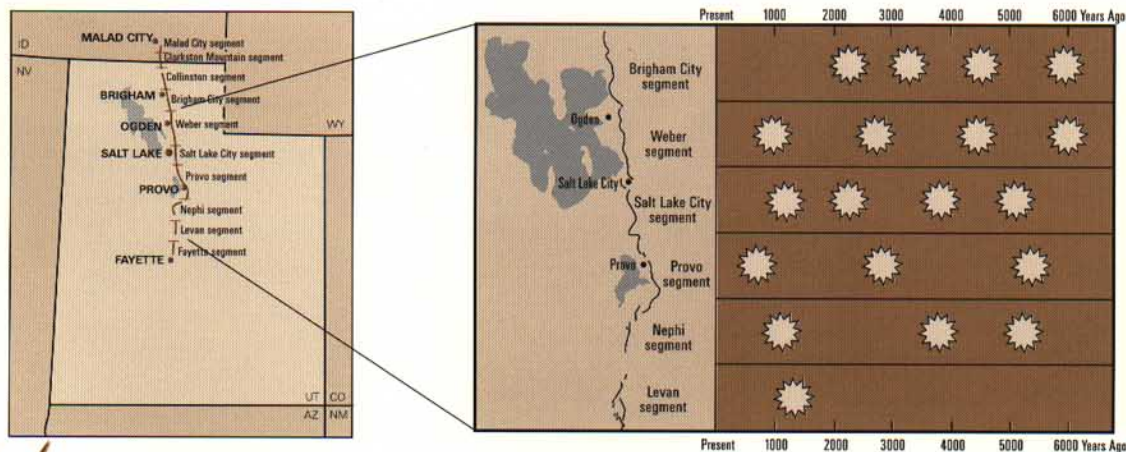 ID
NV
WY
UT
CO
AZ
NM
MALAD CITY
BRIGHAM
OGDEN
SALT LAKE
PROVO
FAYETTE
Malad City segment
Clarkston Mountain segment
Collinston segment
Brigham City segment
Weber segment
Salt Lake City segment
Provo segment
Nephi segment
Levan segment
Fayette segment
Present 1000 2000 3000 4000 5000 6000 Years Ago
Brigham City
segment
Ogden
Weber
segment
Salt Lake City
Salt Lake City
segment
Provo
Provo
segment
Nephi
segment
Levan
segment
Present 1000 2000 3000 4000 5000 6000 Years Ago